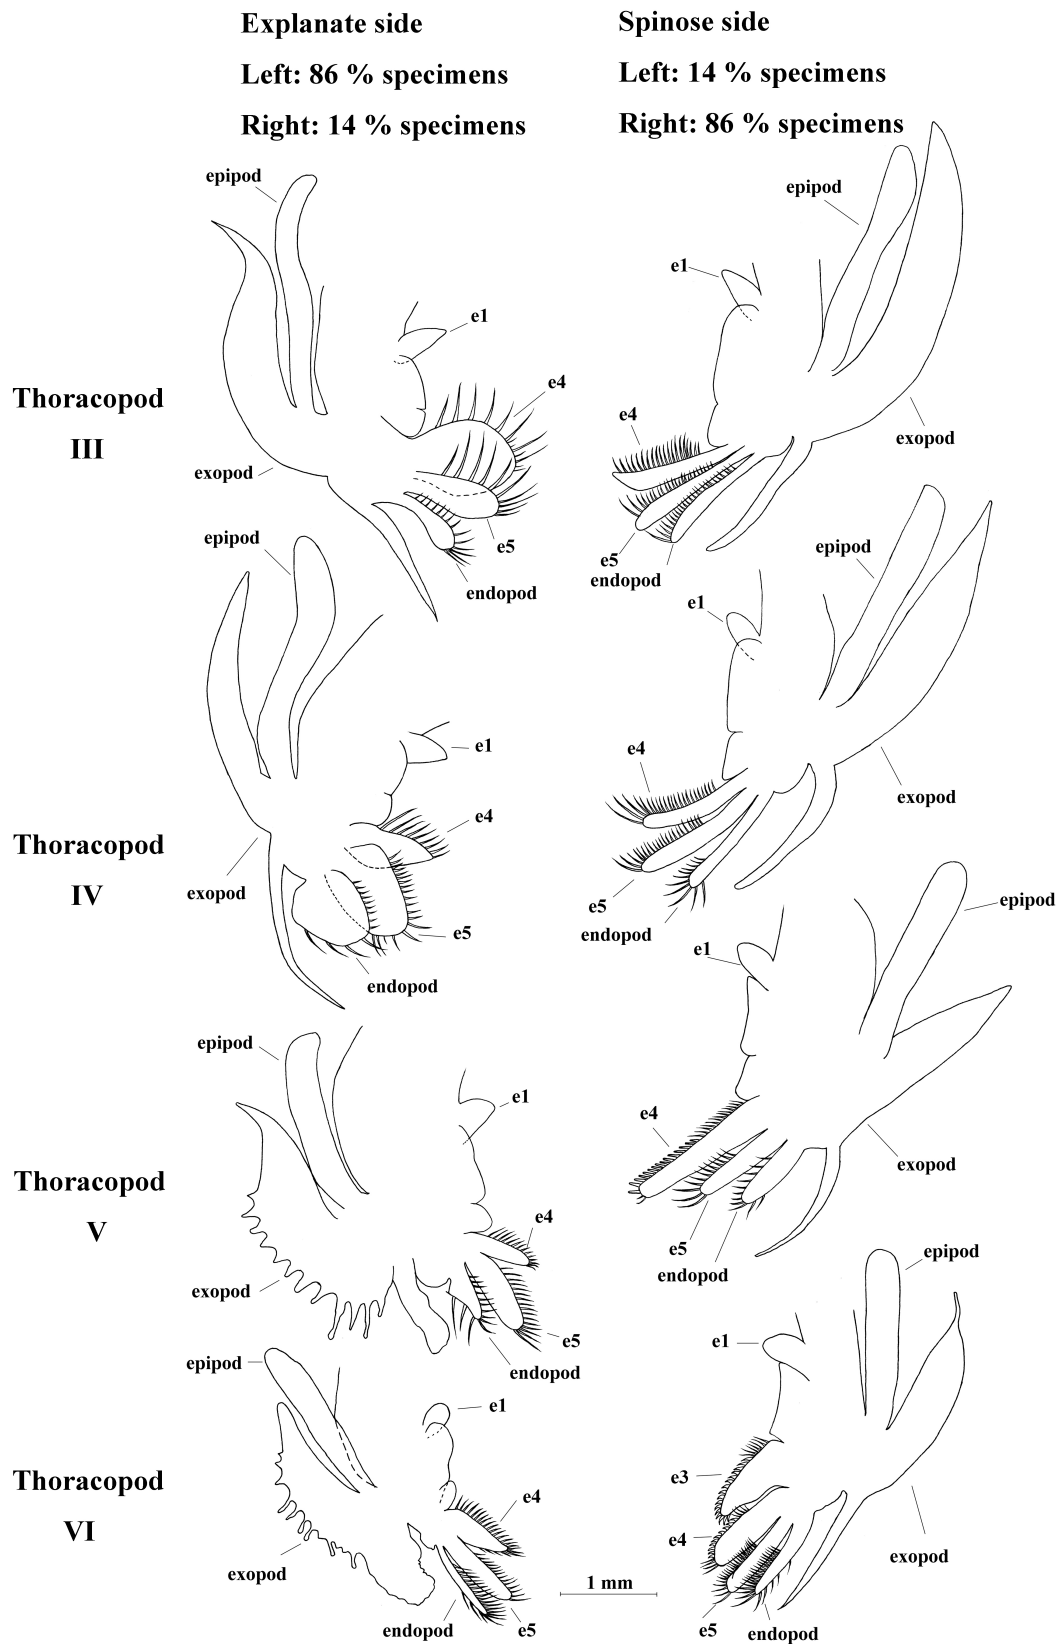 Explanate side
Left: 86 % specimens
Right: 14 % specimens
Spinose side
Left: 14 % specimens
Right: 86 % specimens
Thoracopod
III
epipod
e1
e4
exopod
e5
endopod
epipod
e1
e4
exopod
e5
endopod
Thoracopod
IV
epipod
e1
e4
exopod
e5
endopod
epipod
e1
e4
exopod
e5
endopod
Thoracopod
V
epipod
e1
e4
exopod
e5
endopod
epipod
e1
e4
exopod
e5
endopod
Thoracopod
VI
epipod
e1
e4
exopod
endopod
e5
epipod
e1
e3
e4
exopod
e5
endopod
1 mm